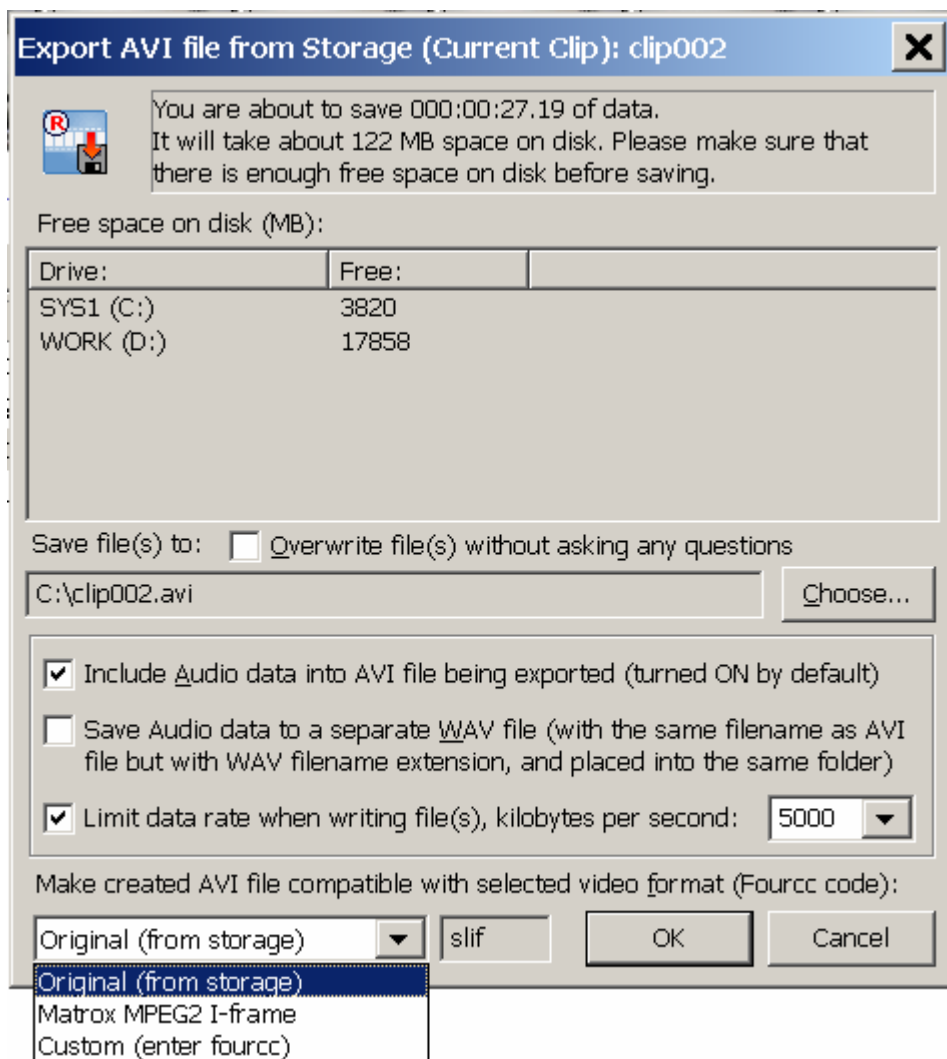 Export AVI file from Storage (Current Clip): clip002
R
You are about to save 000:00:27.19 of data.
It will take about 122 MB space on disk. Please make sure that
there is enough free space on disk before saving.
Free space on disk (MB):
Drive: Free:
SYS1 (C:) 3820
WORK (D:) 17858
Save file(s) to: Overwrite file(s) without asking any questions
C:\clip002.avi Choose...
Include Audio data into AVI file being exported (turned ON by default)
Save Audio data to a separate WAV file (with the same filename as AVI
file but with WAV filename extension, and placed into the same folder)
Limit data rate when writing file(s), kilobytes per second: 5000
Make created AVI file compatible with selected video format (Fourcc code):
Original (from storage) slif OK Cancel
Original (from storage)
Matrox MPEG2 I-frame
Custom (enter fourcc)